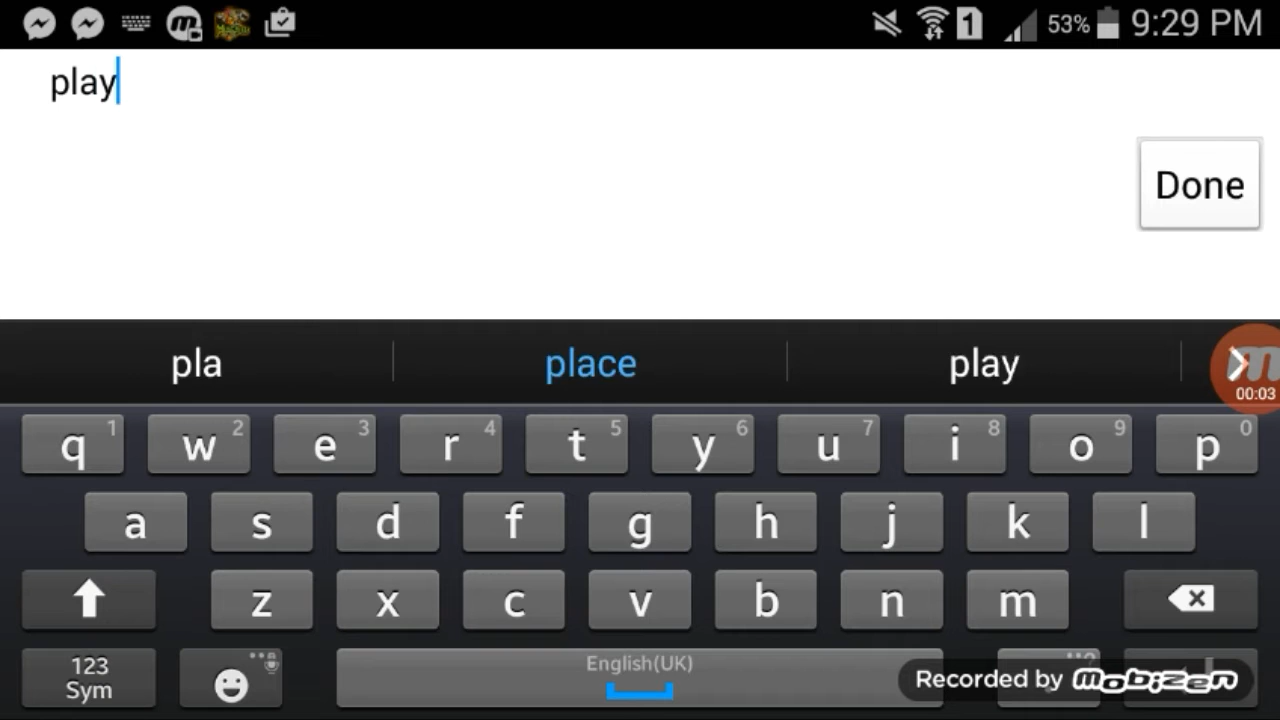 1 53% 9:29 PM
play
Done
pla place play
00:03
q 1 w 2 e 3 r 4 t 5 y 6 u 7 i 8 o 9 p 0
a s d f g h j k l
z x c v b n m
123
Sym
English(UK)
Recorded by mobizen